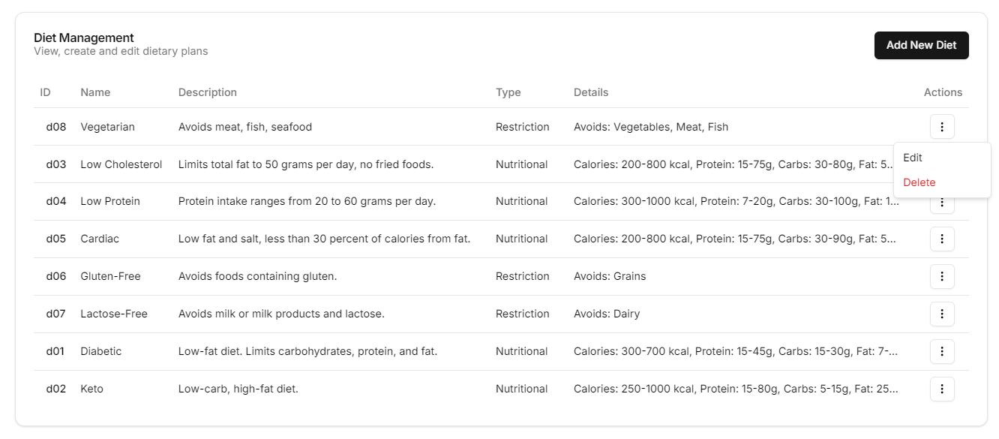 Diet Management
View, create and edit dietary plans
Add New Diet
ID Name Description Type Details Actions
d08 Vegetarian Avoids meat, fish, seafood Restriction Avoids: Vegetables, Meat, Fish
d03 Low Cholesterol Limits total fat to 50 grams per day, no fried foods. Nutritional Calories: 200-800 kcal, Protein: 15-75g, Carbs: 30-80g, Fat: 5...
Edit
Delete
d04 Low Protein Protein intake ranges from 20 to 60 grams per day. Nutritional Calories: 300-1000 kcal, Protein: 7-20g, Carbs: 30-100g, Fat: 1...
d05 Cardiac Low fat and salt, less than 30 percent of calories from fat. Nutritional Calories: 200-800 kcal, Protein: 15-75g, Carbs: 30-90g, Fat: 5...
d06 Gluten-Free Avoids foods containing gluten. Restriction Avoids: Grains
d07 Lactose-Free Avoids milk or milk products and lactose. Restriction Avoids: Dairy
d01 Diabetic Low-fat diet. Limits carbohydrates, protein, and fat. Nutritional Calories: 300-700 kcal, Protein: 15-45g, Carbs: 15-30g, Fat: 7-...
d02 Keto Low-carb, high-fat diet. Nutritional Calories: 250-1000 kcal, Protein: 15-80g, Carbs: 5-15g, Fat: 25...